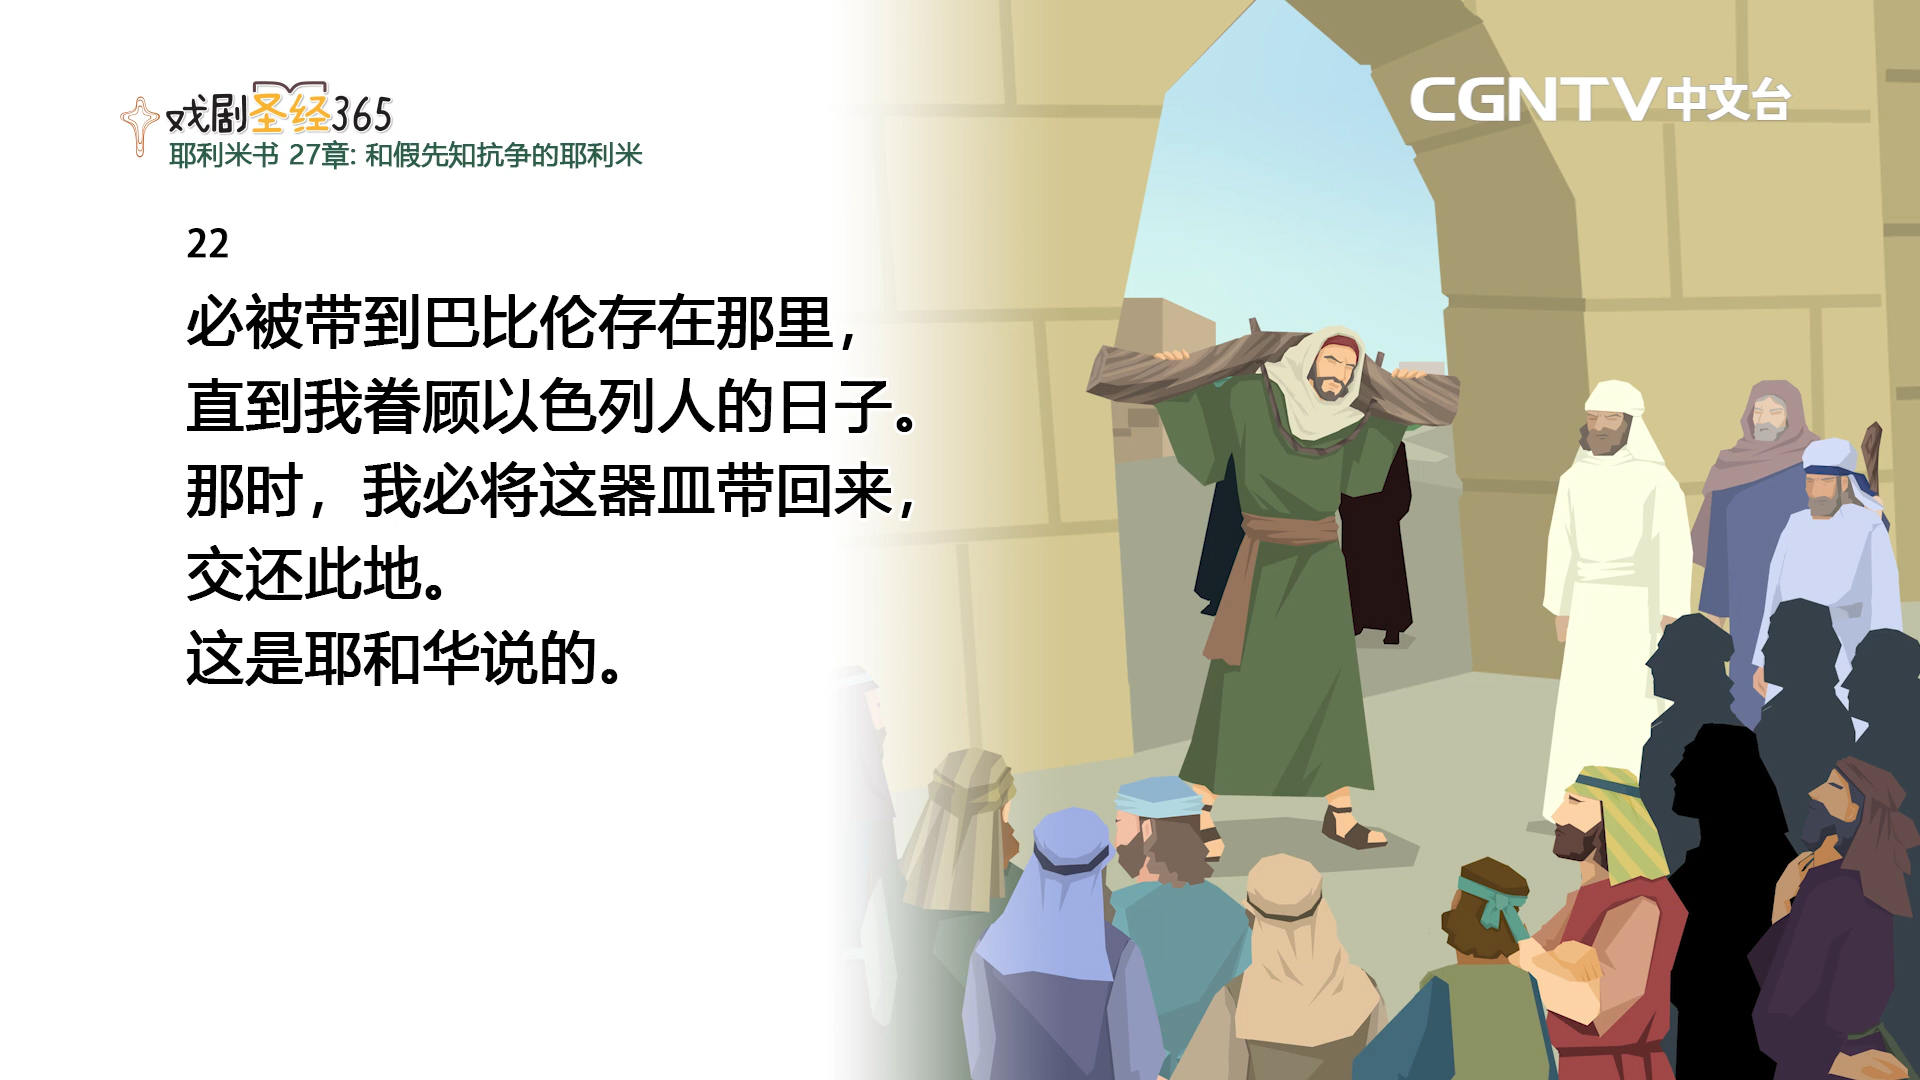 戏剧圣经365
耶利米书 27章: 和假先知抗争的耶利米
CGNTV中文台
22
必被带到巴比伦存在那里，
直到我眷顾以色列人的日子。
那时，我必将这器皿带回来，
交还此地。
这是耶和华说的。